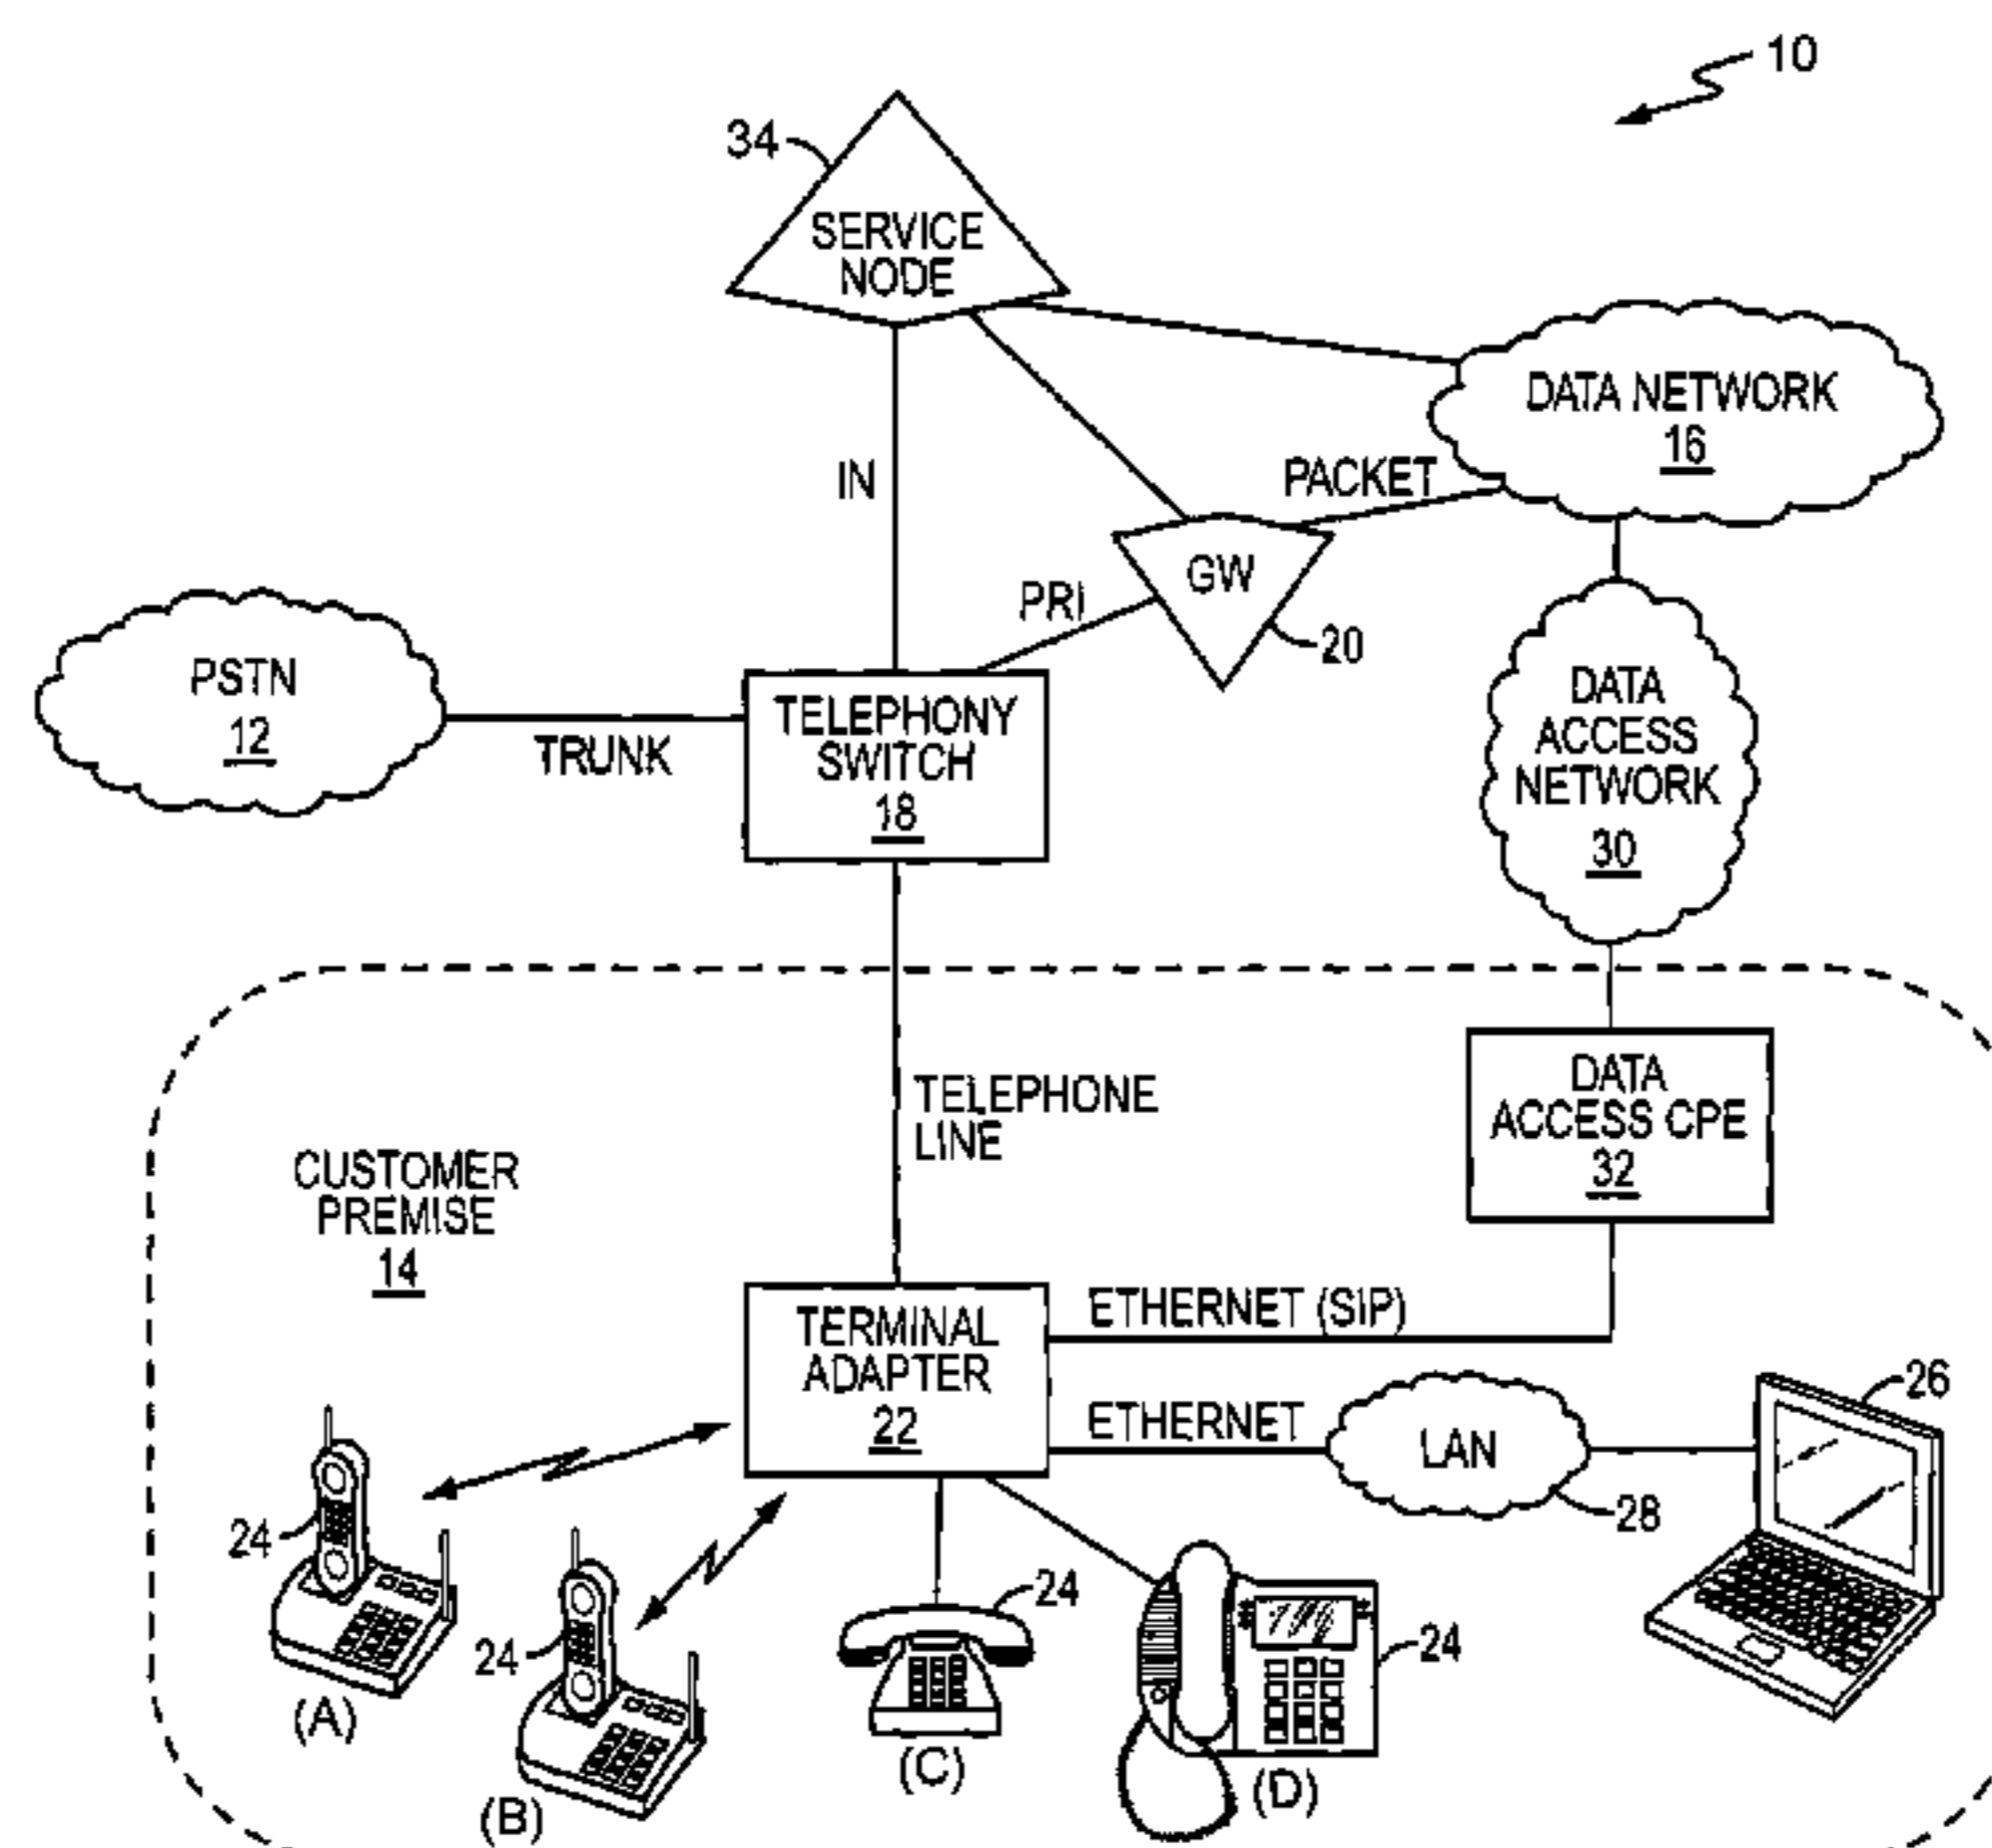 10
34
SERVICE
NODE
DATA NETWORK
16
IN
PACKET
GW
PRI
20
PSTN
12
TRUNK
TELEPHONY
SWITCH
18
DATA
ACCESS
NETWORK
30
TELEPHONE
LINE
DATA
ACCESS CPE
32
CUSTOMER
PREMISE
14
TERMINAL
ADAPTER
22
ETHERNET (SIP)
ETHERNET
LAN
28
26
24
(A)
24
(B)
24
(C)
24
(D)